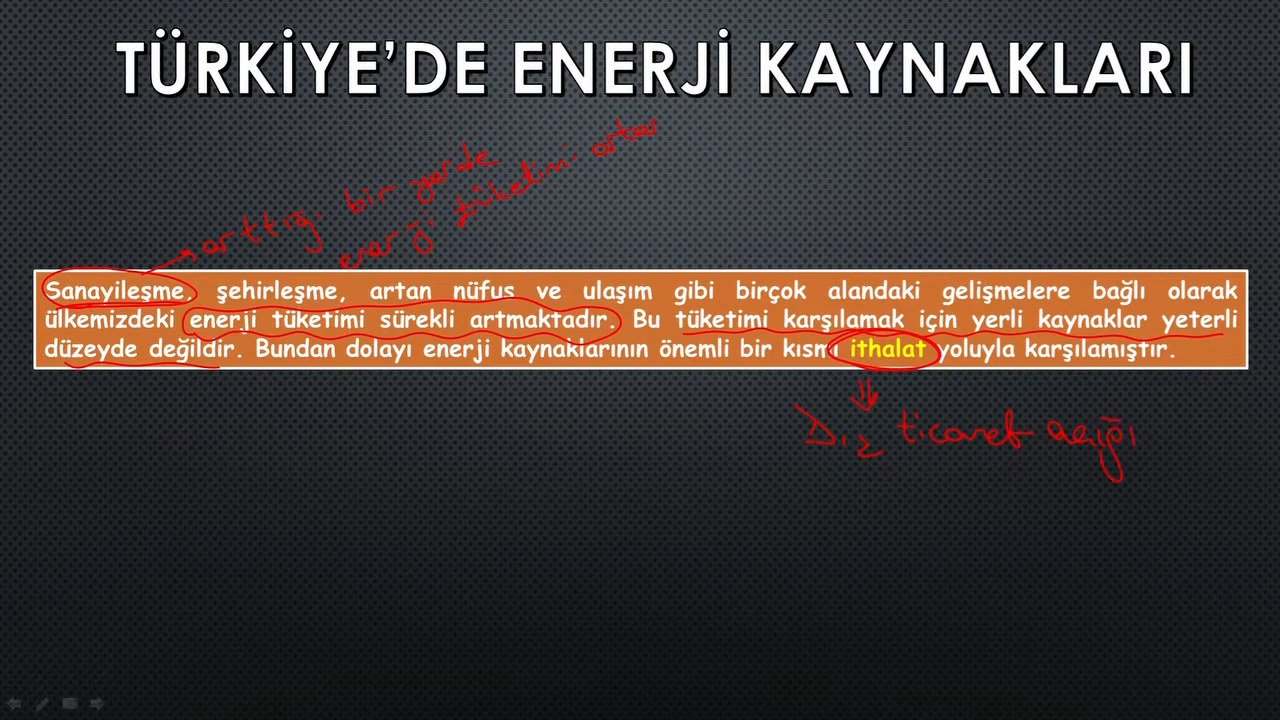 TÜRKİYE’DE ENERJİ KAYNAKLARI
arttığı bir yerde
enerji tüketimi artar
Sanayileşme, şehirleşme, artan nüfus ve ulaşım gibi birçok alandaki gelişmelere bağlı olarak
ülkemizdeki enerji tüketimi sürekli artmaktadır. Bu tüketimi karşılamak için yerli kaynaklar yeterli
düzeyde değildir. Bundan dolayı enerji kaynaklarının önemli bir kısmı ithalat yoluyla karşılamıştır.
Dış ticaret açığı